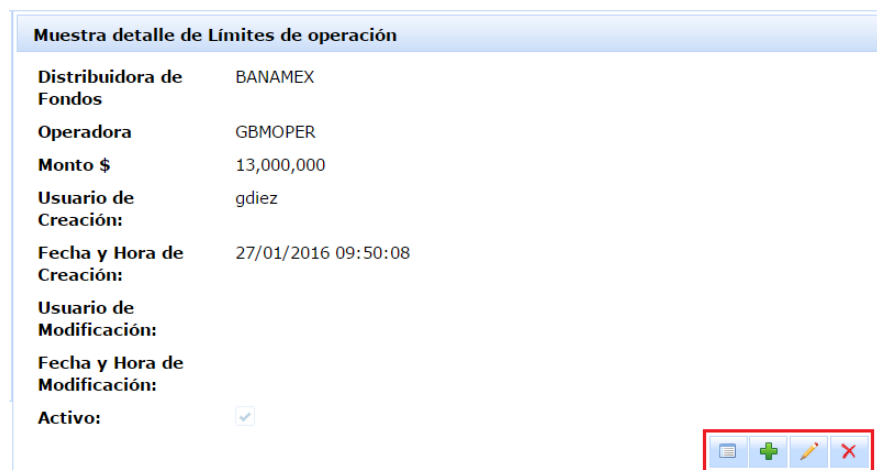 Muestra detalle de Límites de operación
Distribuidora de BANAMEX
Fondos
Operadora GBMOPER
Monto $ 13,000,000
Usuario de gdiez
Creación:
Fecha y Hora de 27/01/2016 09:50:08
Creación:
Usuario de
Modificación:
Fecha y Hora de
Modificación:
Activo: